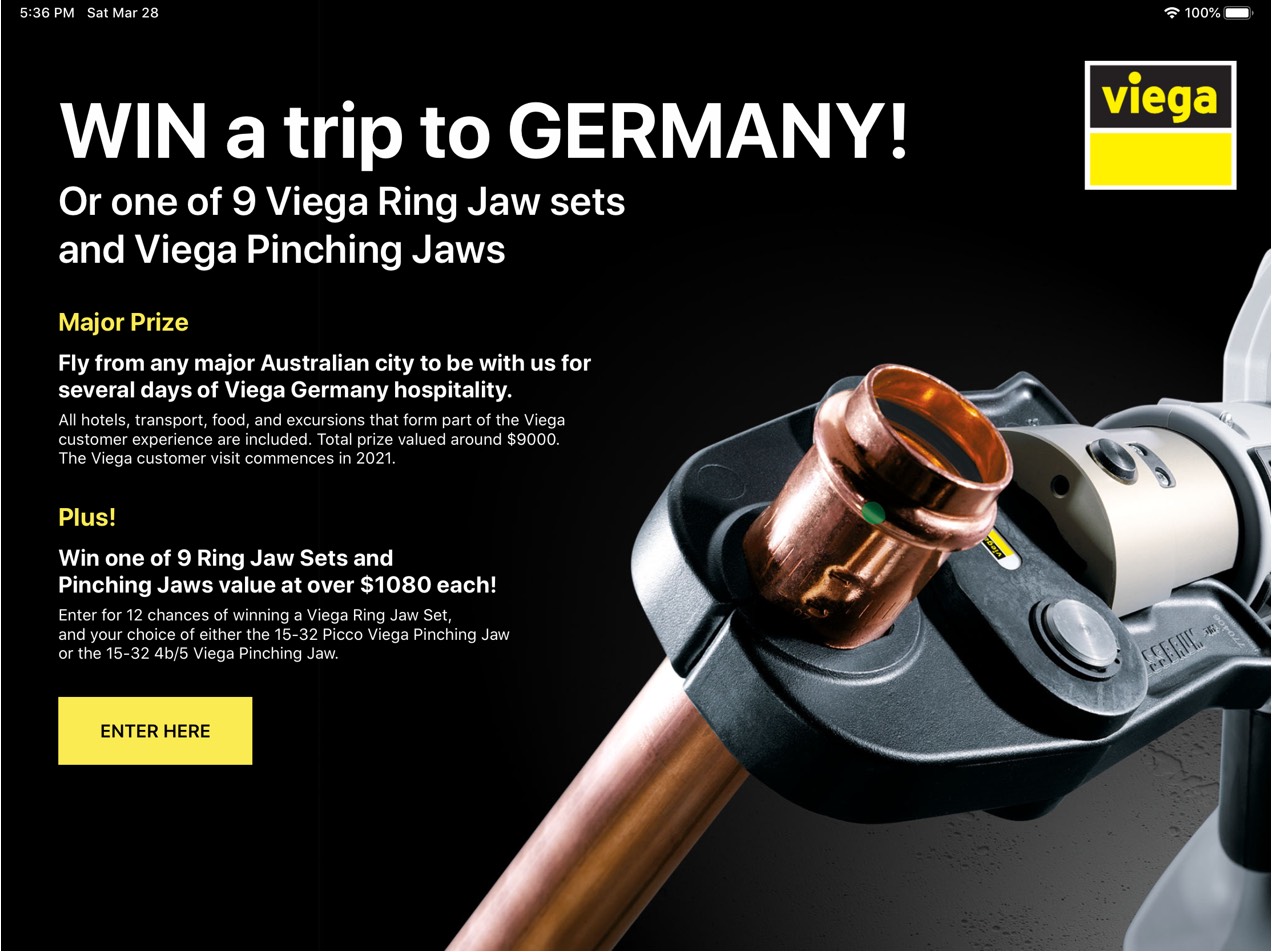 5:36 PM Sat Mar 28
100%
viega
WIN a trip to GERMANY!
Or one of 9 Viega Ring Jaw sets
and Viega Pinching Jaws
Major Prize
Fly from any major Australian city to be with us for
several days of Viega Germany hospitality.
All hotels, transport, food, and excursions that form part of the Viega
customer experience are included. Total prize valued around $9000.
The Viega customer visit commences in 2021.
Plus!
Win one of 9 Ring Jaw Sets and
Pinching Jaws value at over $1080 each!
Enter for 12 chances of winning a Viega Ring Jaw Set,
and your choice of either the 15-32 Picco Viega Pinching Jaw
or the 15-32 4b/5 Viega Pinching Jaw.
ENTER HERE
viega